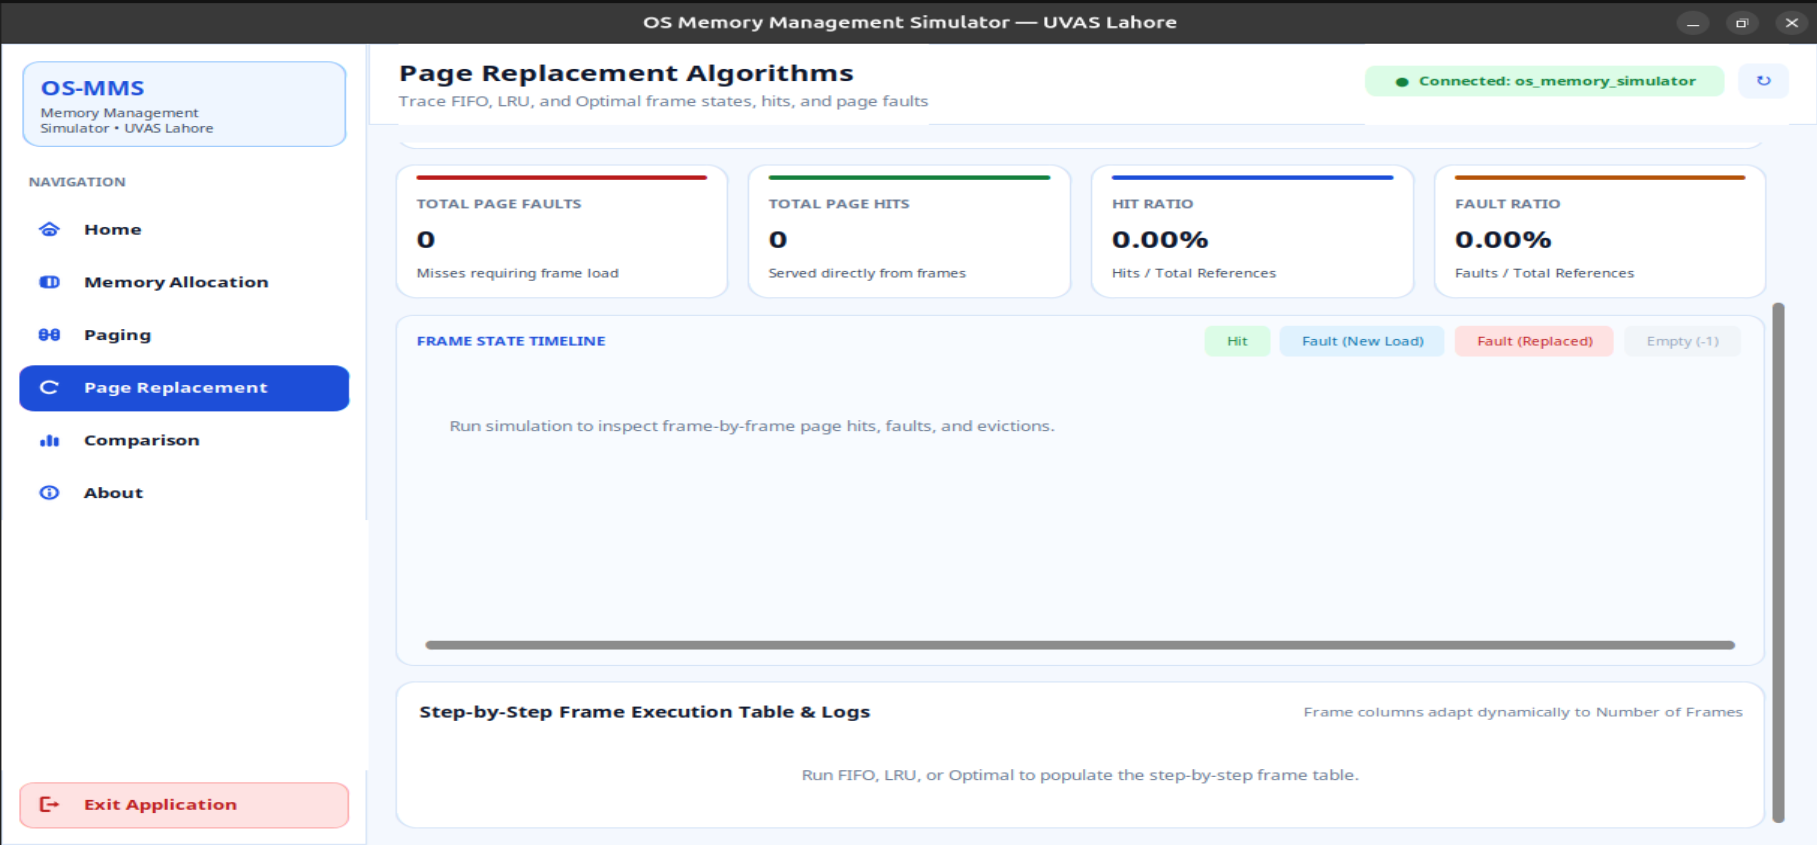 OS Memory Management Simulator — UVAS Lahore
OS-MMS
Memory Management
Simulator • UVAS Lahore
NAVIGATION
Home
Memory Allocation
Paging
Page Replacement
Comparison
About
Exit Application
Page Replacement Algorithms
Trace FIFO, LRU, and Optimal frame states, hits, and page faults
● Connected: os_memory_simulator
↻
TOTAL PAGE FAULTS
0
Misses requiring frame load
TOTAL PAGE HITS
0
Served directly from frames
HIT RATIO
0.00%
Hits / Total References
FAULT RATIO
0.00%
Faults / Total References
FRAME STATE TIMELINE
Hit
Fault (New Load)
Fault (Replaced)
Empty (-1)
Run simulation to inspect frame-by-frame page hits, faults, and evictions.
Step-by-Step Frame Execution Table & Logs
Frame columns adapt dynamically to Number of Frames
Run FIFO, LRU, or Optimal to populate the step-by-step frame table.